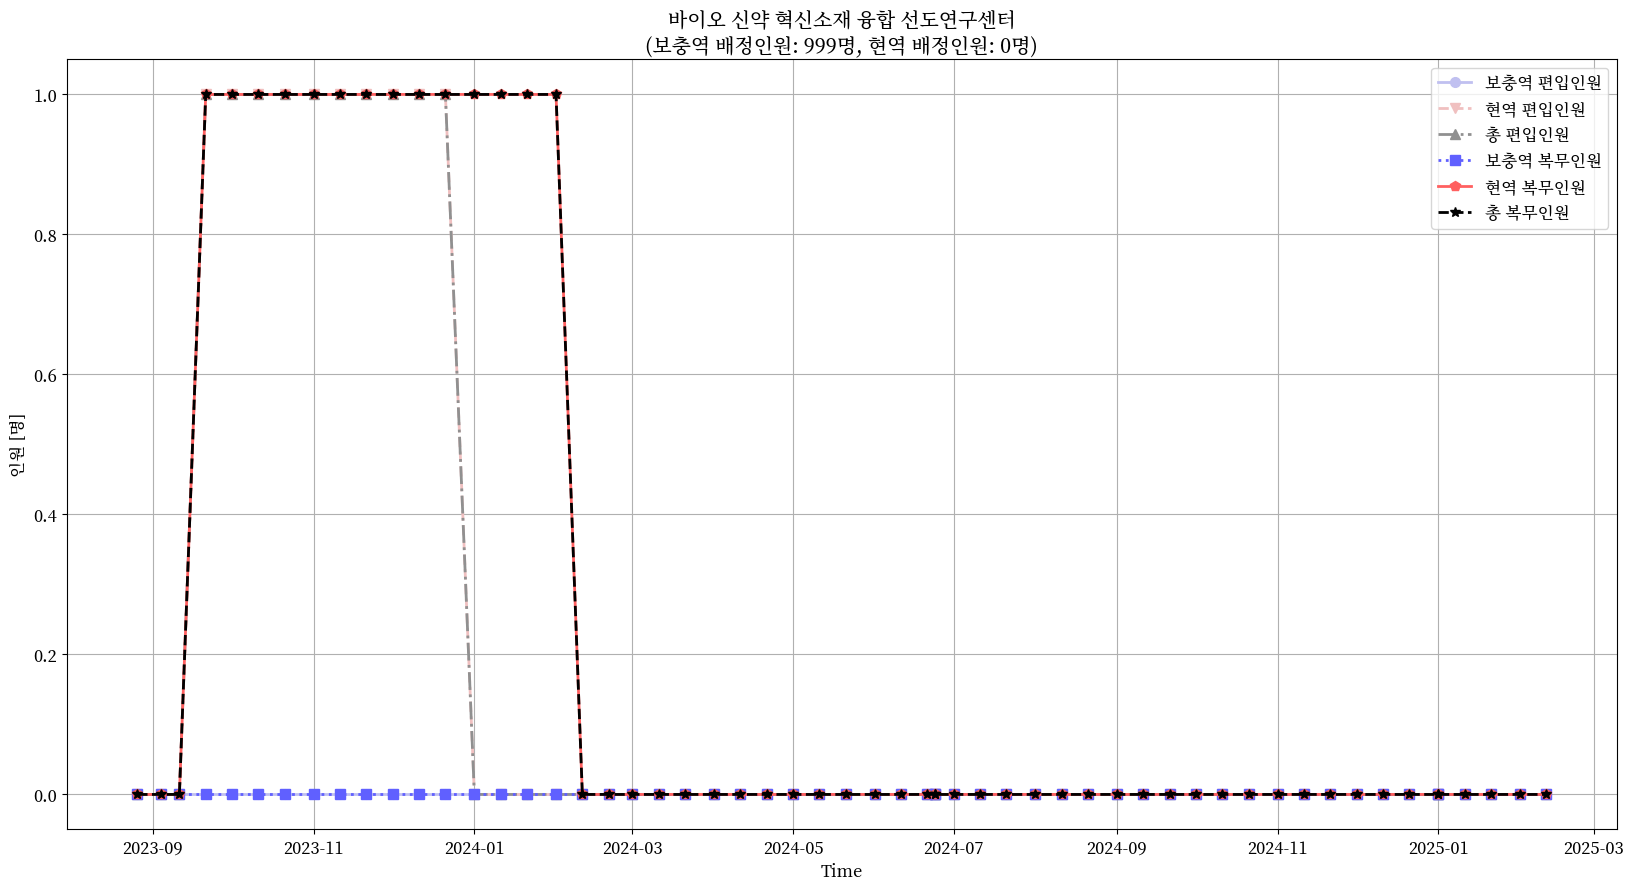 바이오 신약 혁신소재 융합 선도연구센터
(보충역 배정인원: 999명, 현역 배정인원: 0명)
보충역 편입인원
현역 편입인원
총 편입인원
보충역 복무인원
현역 복무인원
총 복무인원
인원 [명]
1.0
0.8
0.6
0.4
0.2
0.0
2023-09
2023-11
2024-01
2024-03
2024-05
2024-07
2024-09
2024-11
2025-01
2025-03
Time